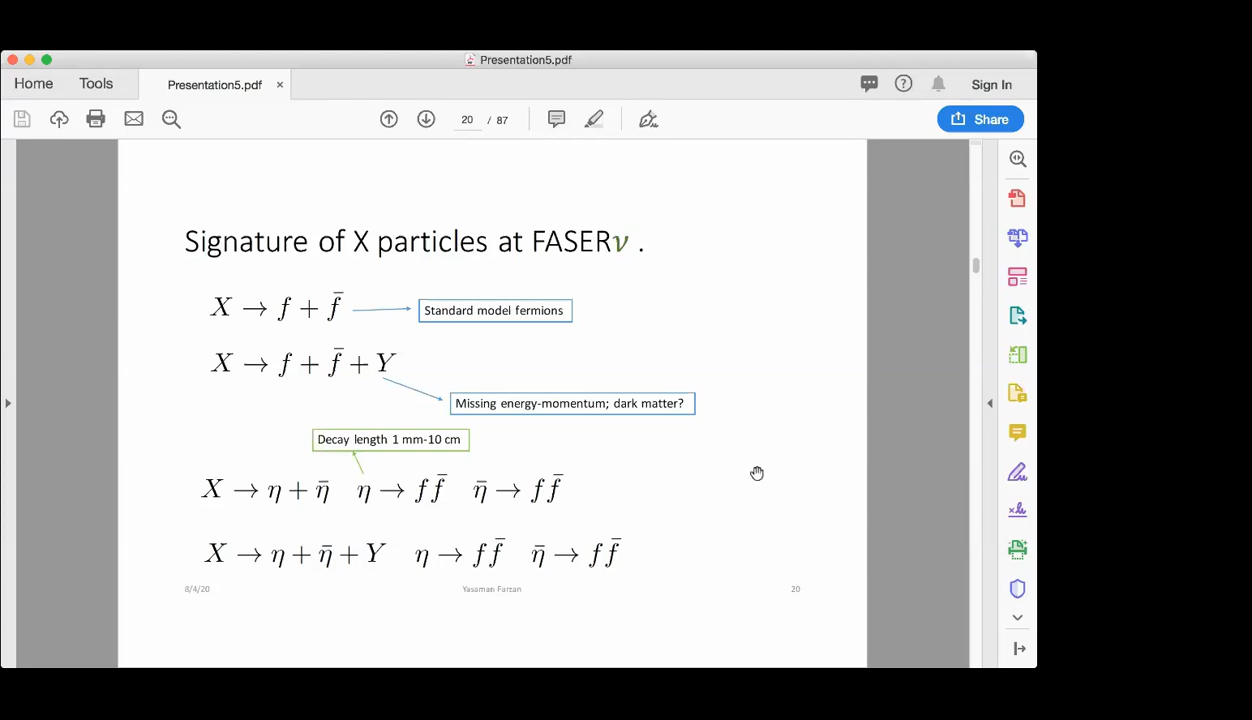 Presentation5.pdf
Home Tools Presentation5.pdf × Sign In
20 / 87 Share
Signature of X particles at FASERν .
X → f + f̄ Standard model fermions
X → f + f̄ + Y
Missing energy-momentum; dark matter?
Decay length 1 mm-10 cm
X → η + η̄ η → f f̄ η̄ → f f̄
X → η + η̄ + Y η → f f̄ η̄ → f f̄
8/4/20 Yasaman Farzan 20